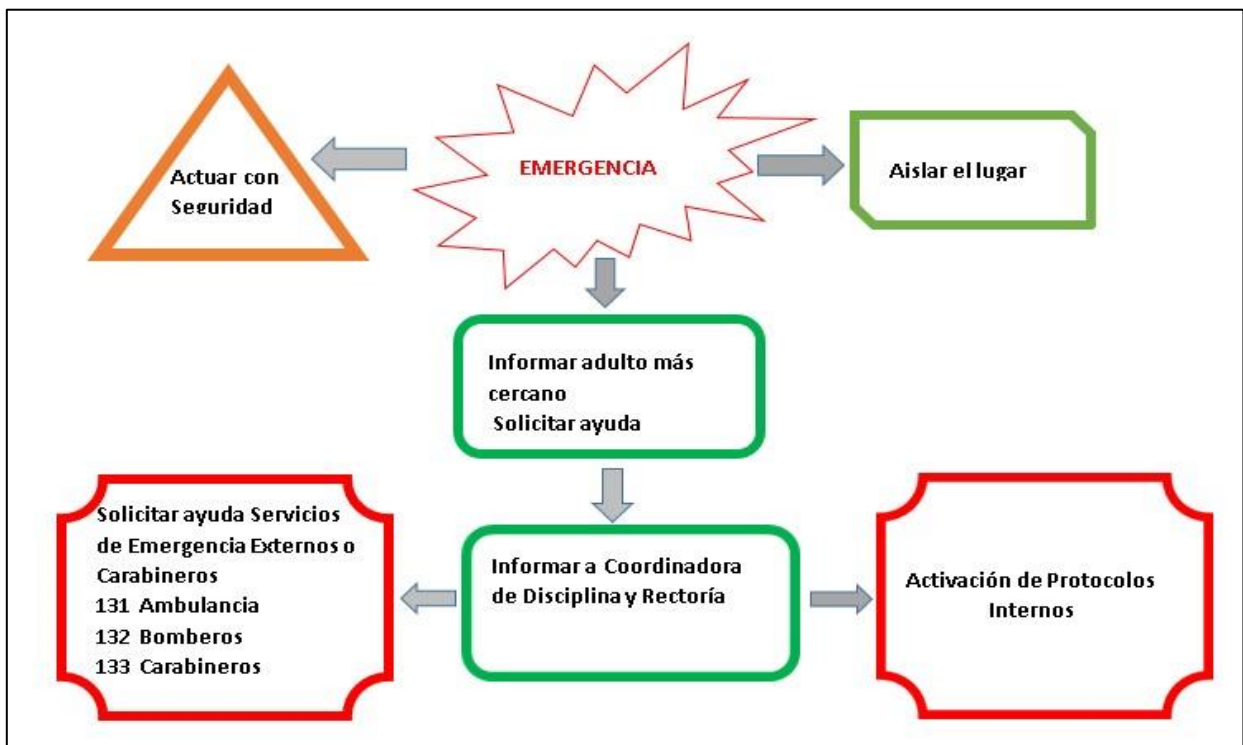 EMERGENCIA
Actuar con
Seguridad
Aislar el lugar
Informar adulto más
cercano
Solicitar ayuda
Solicitar ayuda Servicios
de Emergencia Externos o
Carabineros
131 Ambulancia
132 Bomberos
133 Carabineros
Informar a Coordinadora
de Disciplina y Rectoría
Activación de Protocolos
Internos